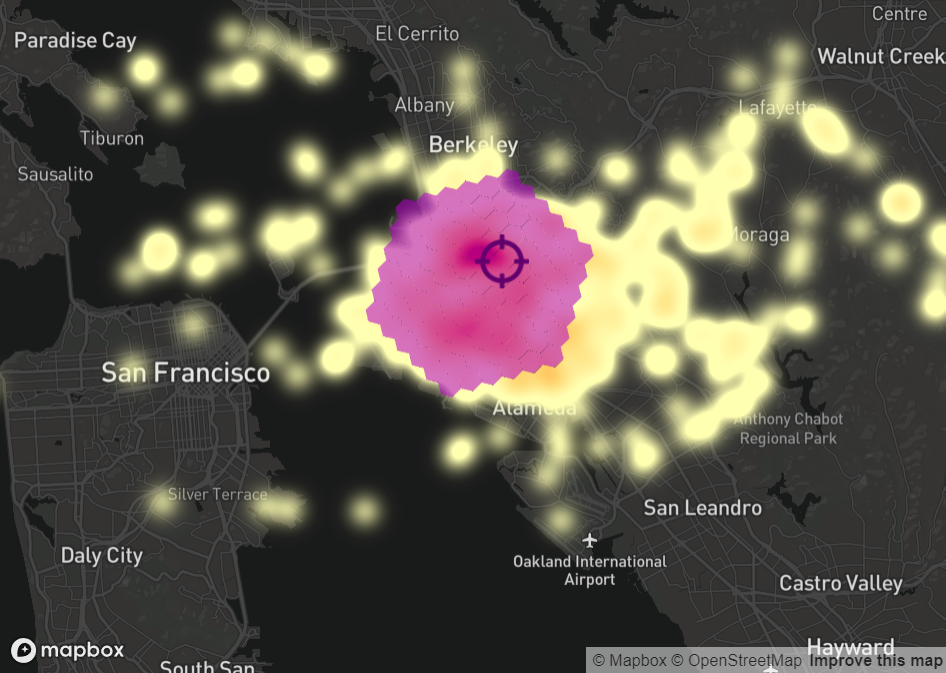 Centre
Paradise Cay
El Cerrito
Walnut Creek
Albany
Lafayette
Tiburon
Berkeley
Sausalito
Moraga
San Francisco
Alameda
Anthony Chabot
Regional Park
Silver Terrace
San Leandro
Daly City
Oakland International
Airport
Castro Valley
mapbox
Hayward
South San
© Mapbox © OpenStreetMap Improve this map